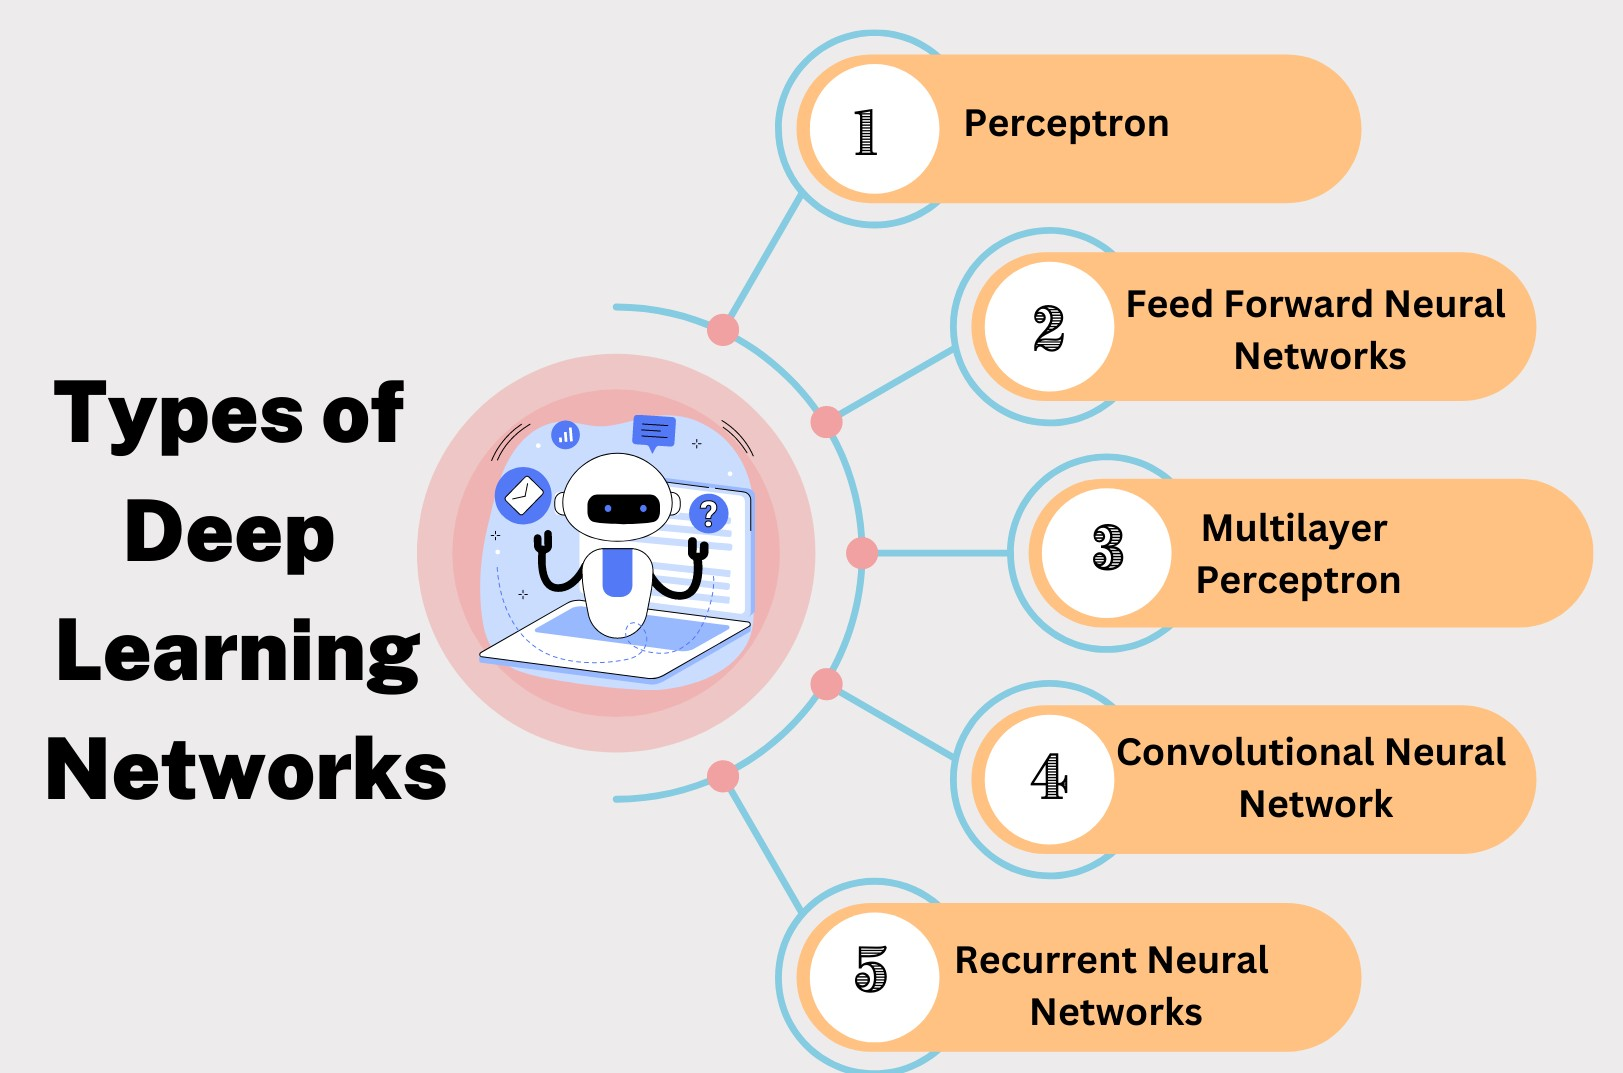 Types of
Deep
Learning
Networks
1
Perceptron
2
Feed Forward Neural
Networks
3
Multilayer
Perceptron
4
Convolutional Neural
Network
5
Recurrent Neural
Networks
?